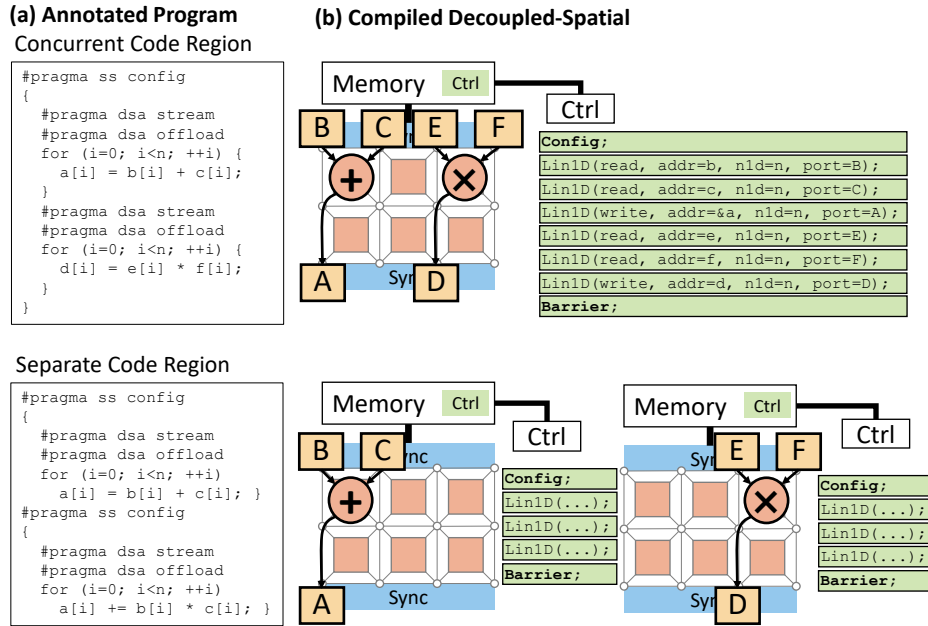 (a) Annotated Program
(b) Compiled Decoupled-Spatial
Concurrent Code Region
#pragma ss config
{
  #pragma dsa stream
  #pragma dsa offload
  for (i=0; i<n; ++i) {
    a[i] = b[i] + c[i];
  }
  #pragma dsa stream
  #pragma dsa offload
  for (i=0; i<n; ++i) {
    d[i] = e[i] * f[i];
  }
}
Memory Ctrl
Ctrl
B C E F
+ ×
A D
Config;
Lin1D(read, addr=b, n1d=n, port=B);
Lin1D(read, addr=c, n1d=n, port=C);
Lin1D(write, addr=&a, n1d=n, port=A);
Lin1D(read, addr=e, n1d=n, port=E);
Lin1D(read, addr=f, n1d=n, port=F);
Lin1D(write, addr=d, n1d=n, port=D);
Barrier;
Separate Code Region
#pragma ss config
{
  #pragma dsa stream
  #pragma dsa offload
  for (i=0; i<n; ++i)
    a[i] = b[i] + c[i]; }
#pragma ss config
{
  #pragma dsa stream
  #pragma dsa offload
  for (i=0; i<n; ++i)
    a[i] += b[i] * c[i]; }
Memory Ctrl
Ctrl
B C
Sync
+
A
Sync
Config;
Lin1D(...);
Lin1D(...);
Lin1D(...);
Barrier;
Memory Ctrl
Ctrl
E F
×
D
Config;
Lin1D(...);
Lin1D(...);
Lin1D(...);
Barrier;